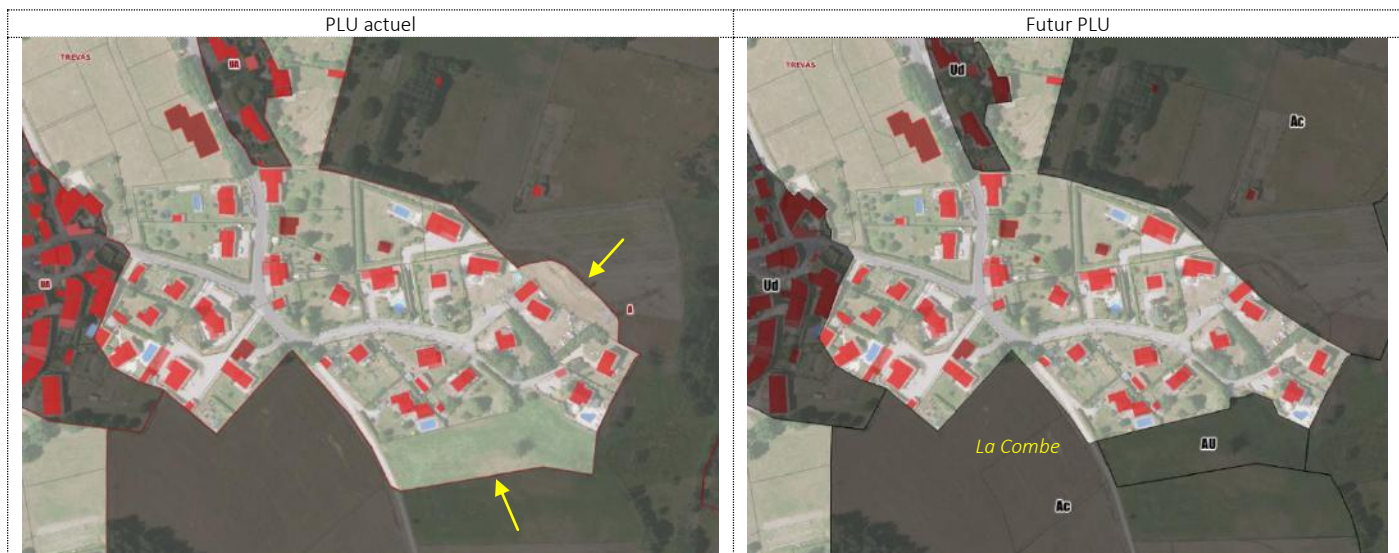 PLU actuel
Futur PLU
TREVAS
UA
UA
A
TREVAS
Ud
Ac
Ud
La Combe
AU
Ac